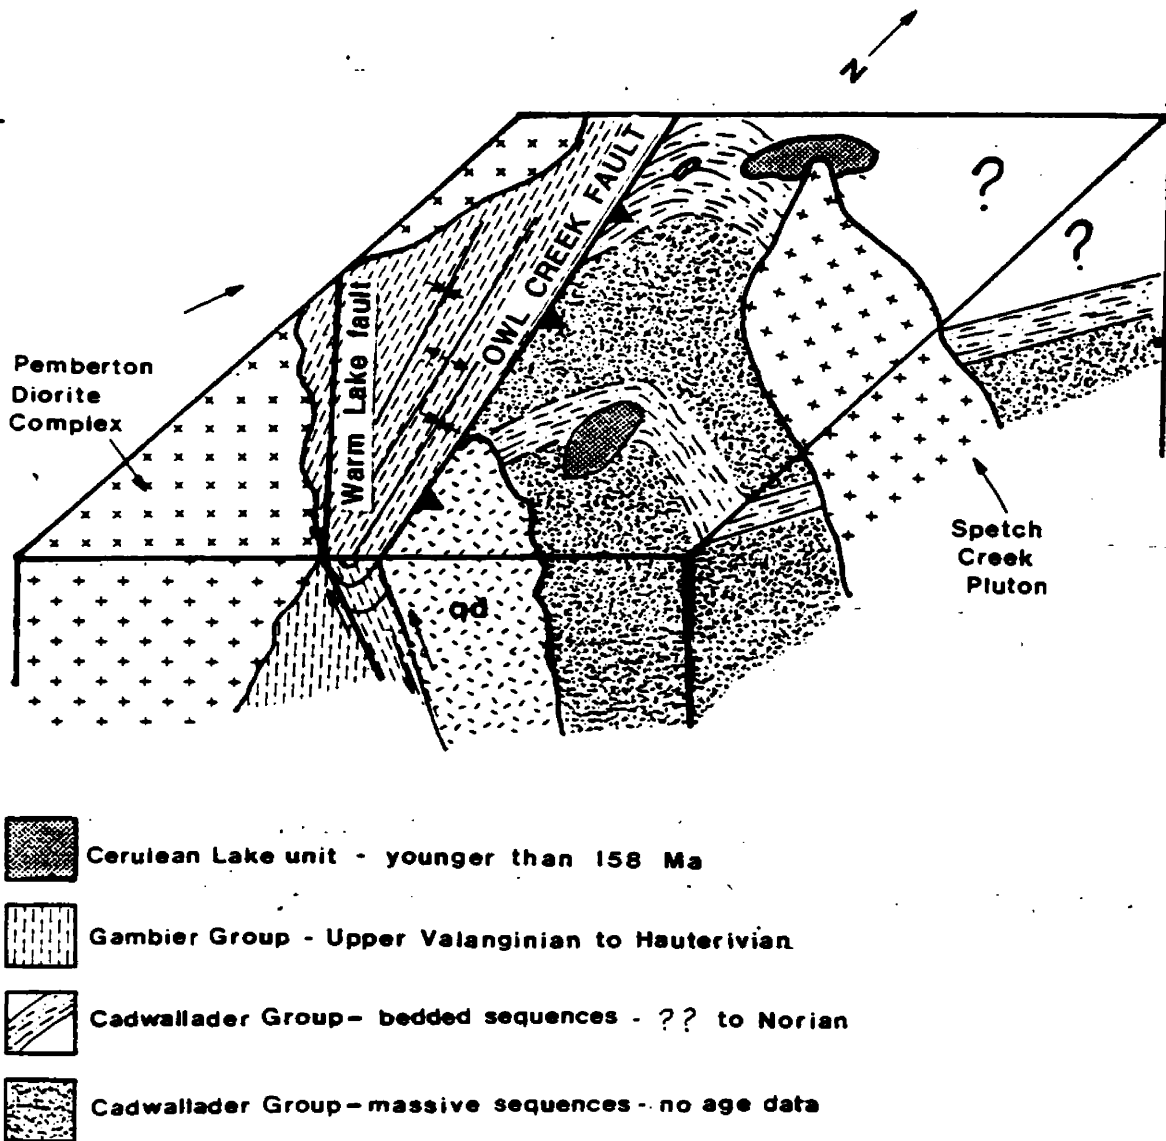 N
?
?
OWL CREEK FAULT
Warm Lake fault
Pemberton
Diorite
Complex
Spetch
Creek
Pluton
qd
Cerulean Lake unit - younger than 158 Ma
Gambier Group - Upper Valanginian to Hauterivian
Cadwallader Group - bedded sequences - ?? to Norian
Cadwallader Group - massive sequences - no age data